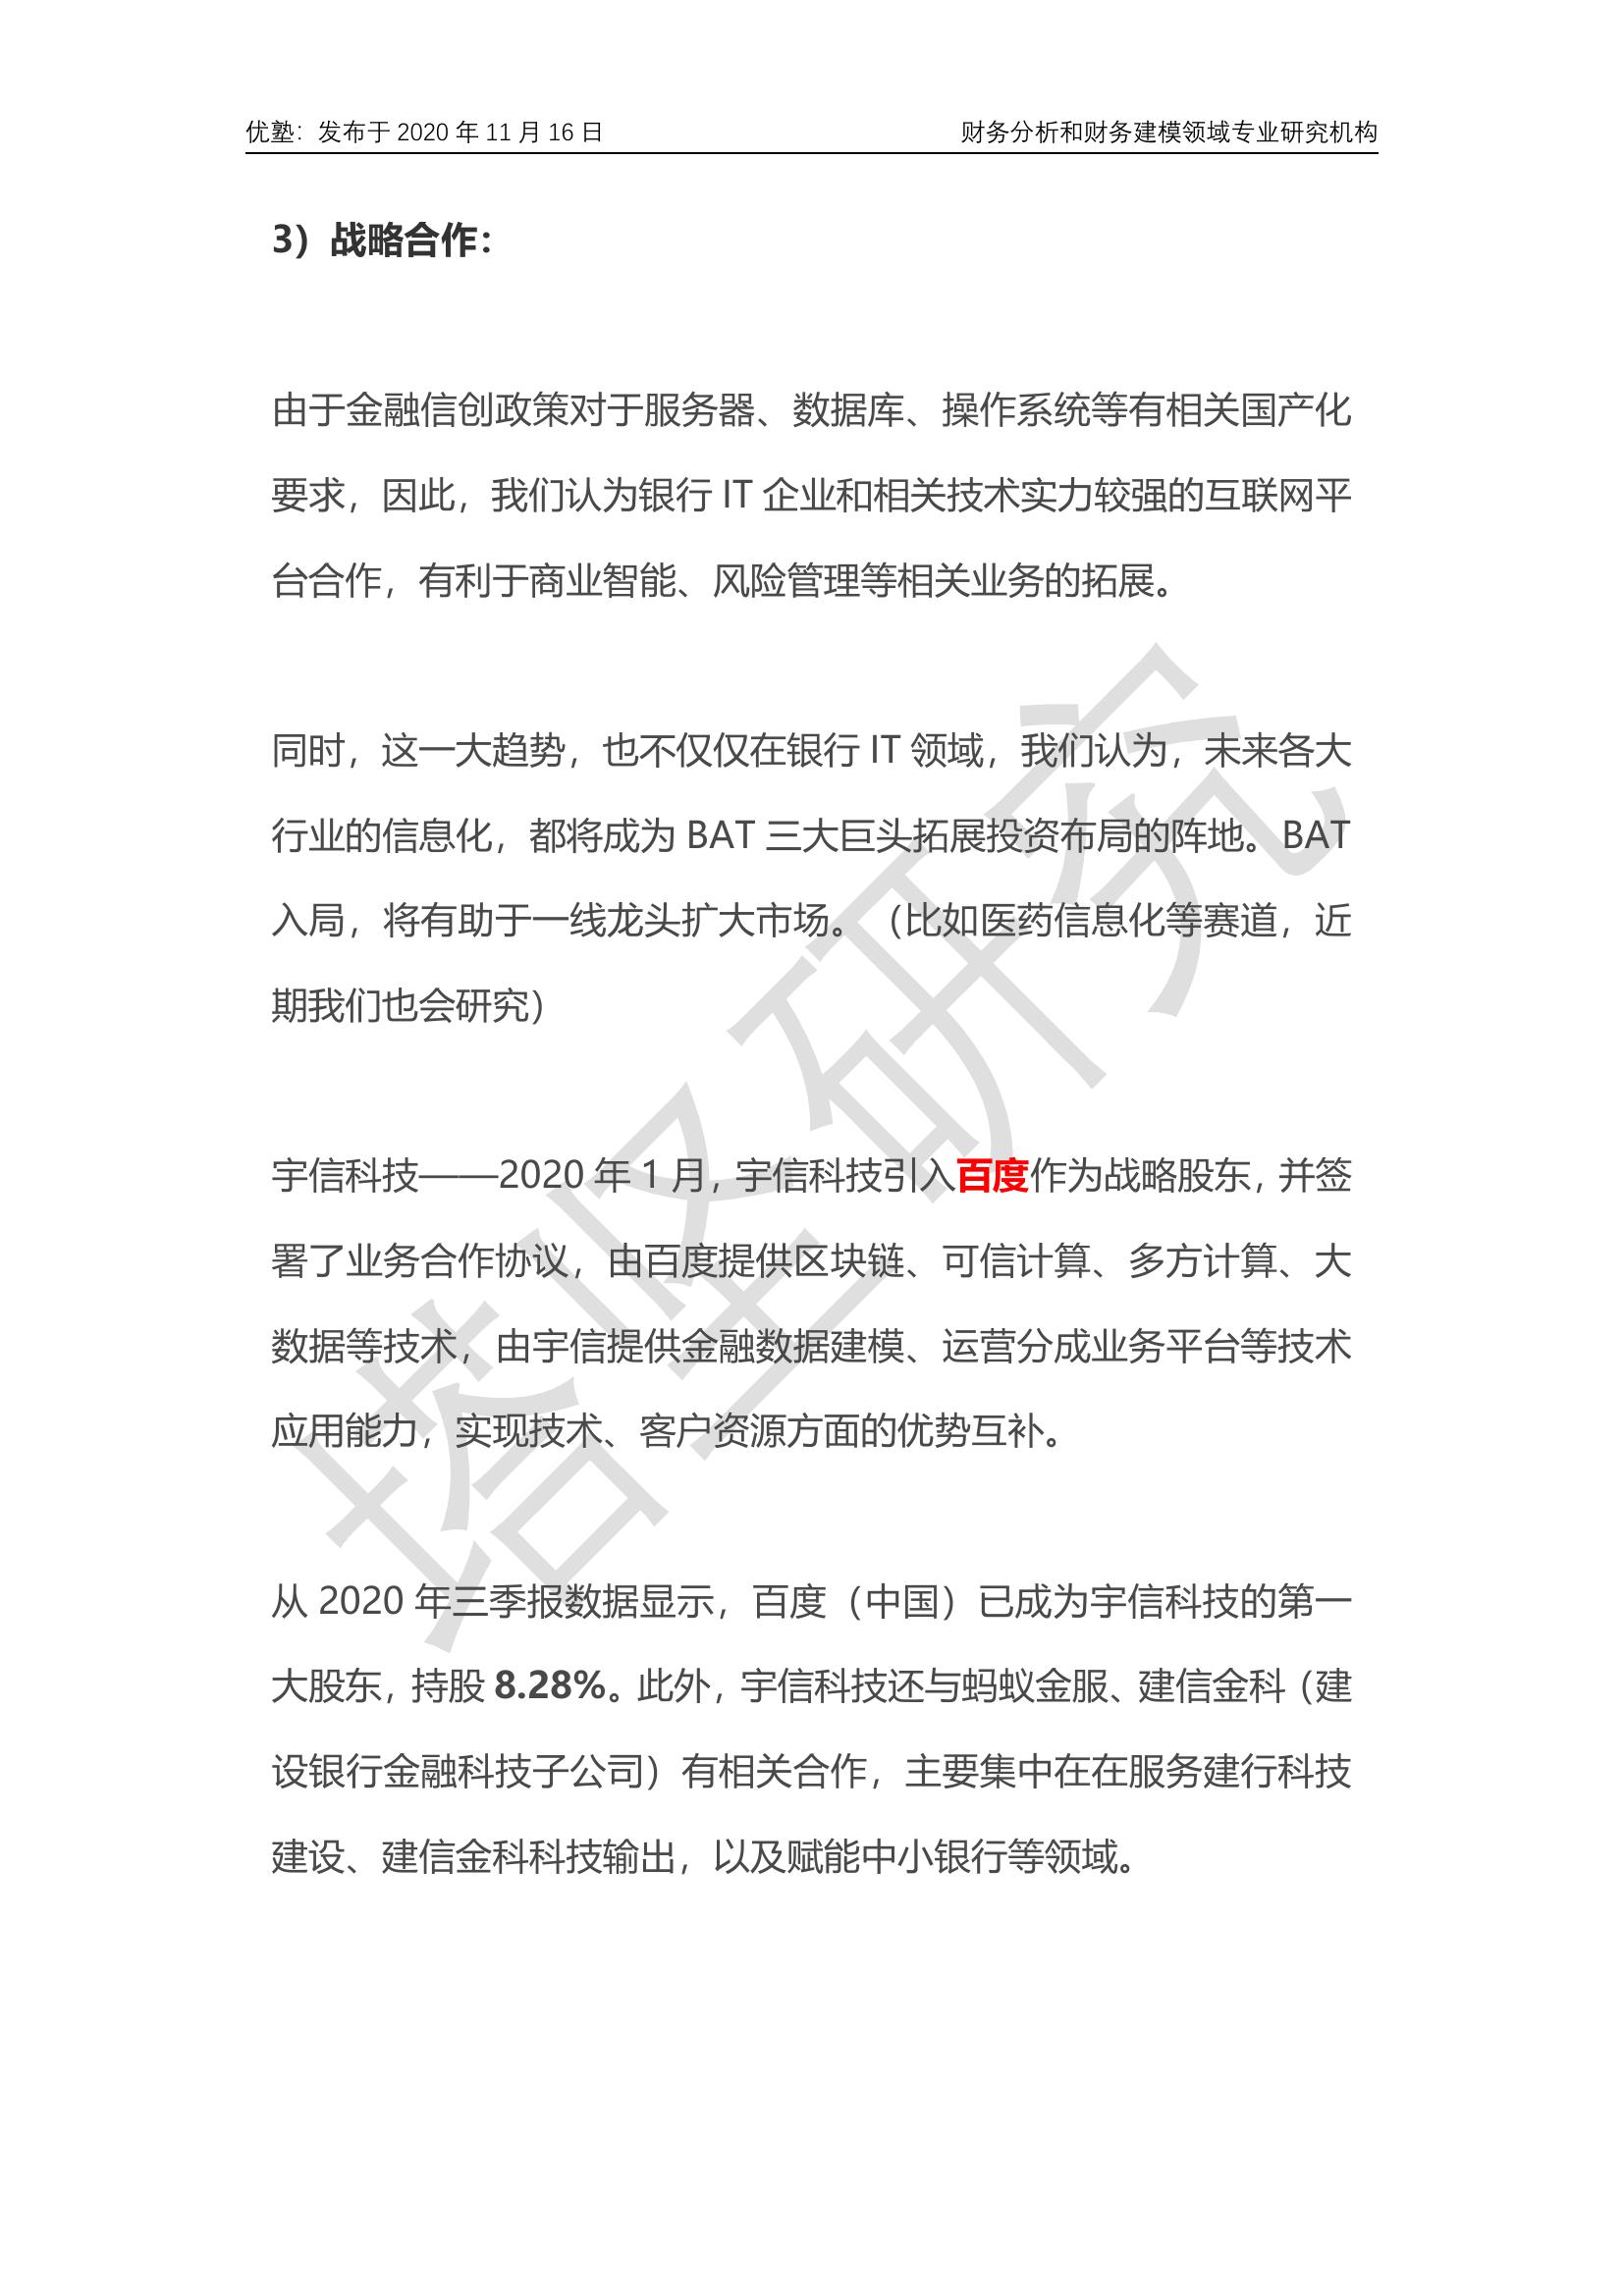 优塾：发布于 2020 年 11 月 16 日
财务分析和财务建模领域专业研究机构
3）战略合作：
由于金融信创政策对于服务器、数据库、操作系统等有相关国产化
要求，因此，我们认为银行 IT 企业和相关技术实力较强的互联网平
台合作，有利于商业智能、风险管理等相关业务的拓展。
同时，这一大趋势，也不仅仅在银行 IT 领域，我们认为，未来各大
行业的信息化，都将成为 BAT 三大巨头拓展投资布局的阵地。BAT
入局，将有助于一线龙头扩大市场。（比如医药信息化等赛道，近
期我们也会研究）
宇信科技——2020 年 1 月，宇信科技引入百度作为战略股东，并签
署了业务合作协议，由百度提供区块链、可信计算、多方计算、大
数据等技术，由宇信提供金融数据建模、运营分成业务平台等技术
应用能力，实现技术、客户资源方面的优势互补。
从 2020 年三季报数据显示，百度（中国）已成为宇信科技的第一
大股东，持股 8.28%。此外，宇信科技还与蚂蚁金服、建信金科（建
设银行金融科技子公司）有相关合作，主要集中在在服务建行科技
建设、建信金科科技输出，以及赋能中小银行等领域。
塔坚研究